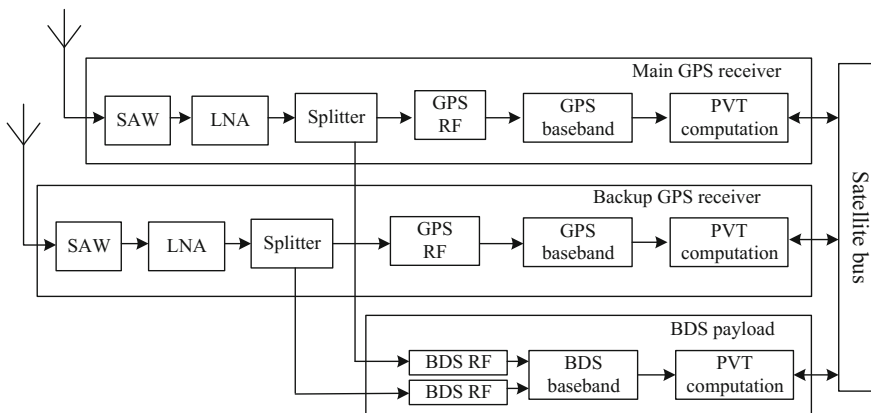 Main GPS receiver
SAW
LNA
Splitter
GPS
RF
GPS
baseband
PVT
computation
Backup GPS receiver
SAW
LNA
Splitter
GPS
RF
GPS
baseband
PVT
computation
BDS payload
BDS RF
BDS RF
BDS
baseband
PVT
computation
Satellite bus